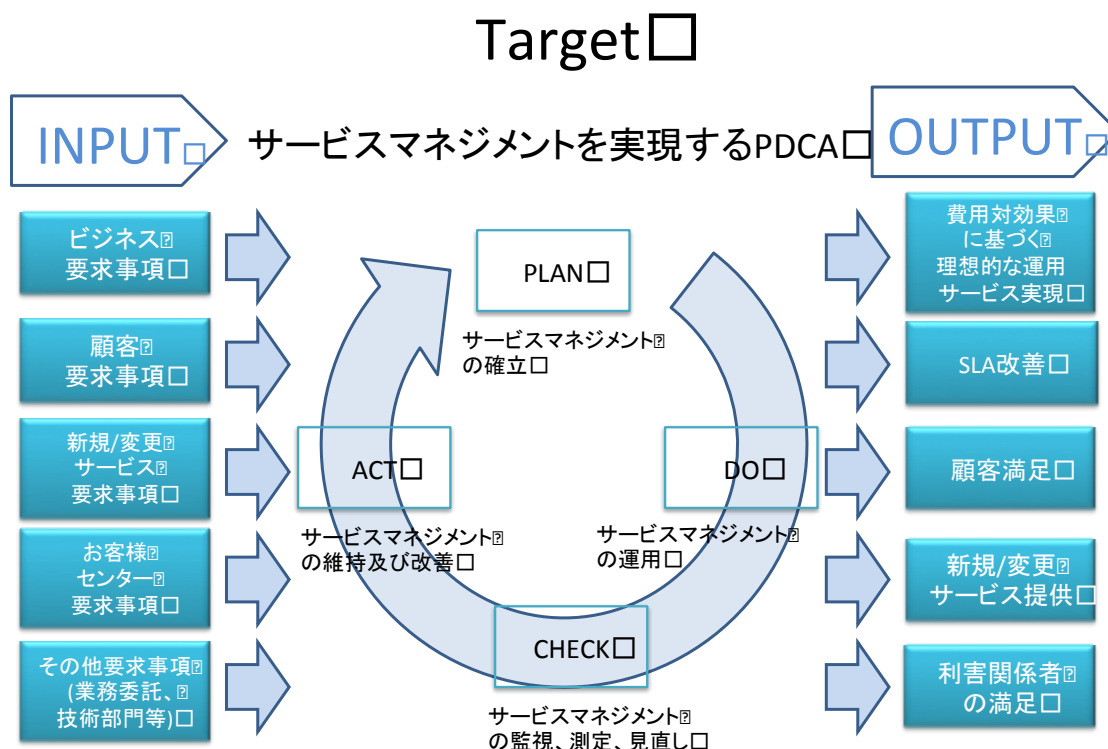 Target
INPUT
サービスマネジメントを実現するPDCA
OUTPUT
ビジネス
要求事項
顧客
要求事項
新規/変更
サービス
要求事項
お客様
センター
要求事項
その他要求事項
(業務委託、
技術部門等)
PLAN
サービスマネジメント
の確立
ACT
サービスマネジメント
の維持及び改善
DO
サービスマネジメント
の運用
CHECK
サービスマネジメント
の監視、測定、見直し
費用対効果
に基づく
理想的な運用
サービス実現
SLA改善
顧客満足
新規/変更
サービス提供
利害関係者
の満足